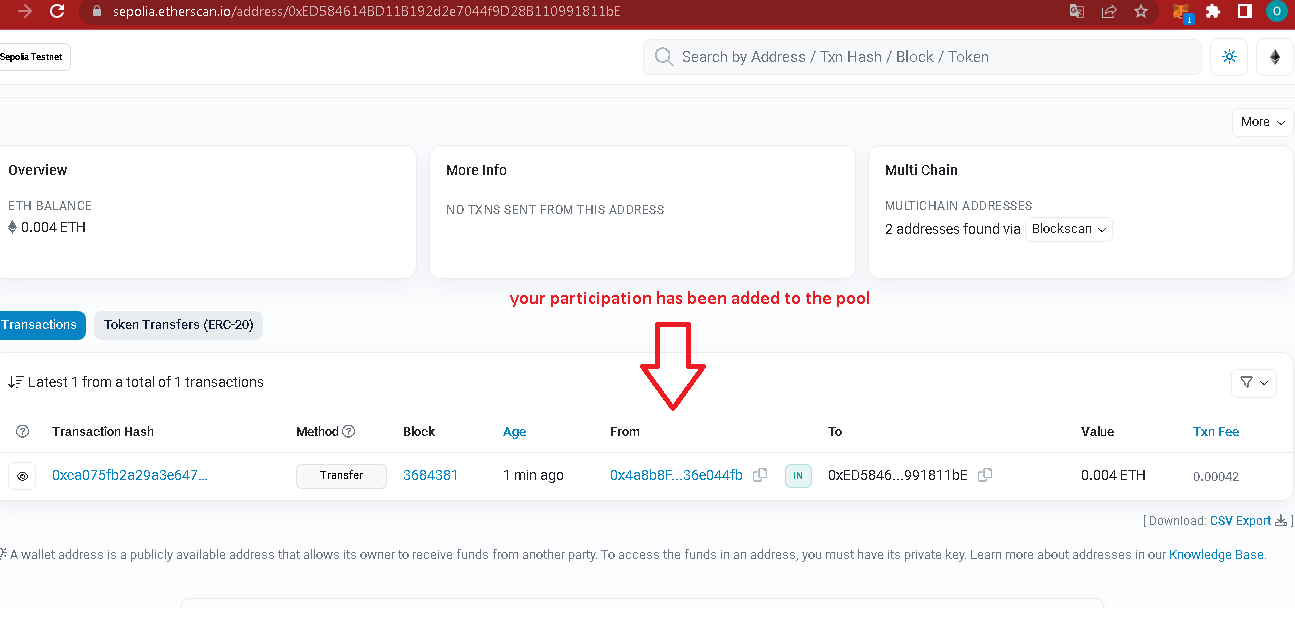 sepolia.etherscan.io/address/0xED584614BD11B192d2e7044f9D28B110991811bE
1
O
Sepolia Testnet
Search by Address / Txn Hash / Block / Token
More
Overview
More Info
Multi Chain
ETH BALANCE
NO TXNS SENT FROM THIS ADDRESS
MULTICHAIN ADDRESSES
0.004 ETH
2 addresses found via Blockscan
your participation has been added to the pool
Transactions
Token Transfers (ERC-20)
Latest 1 from a total of 1 transactions
Transaction Hash Method Block Age From To Value Txn Fee
0xca075fb2a29a3e647... Transfer 3684381 1 min ago 0x4a8b8F...36e044fb IN 0xED5846...991811bE 0.004 ETH 0.00042
[ Download: CSV Export ]
A wallet address is a publicly available address that allows its owner to receive funds from another party. To access the funds in an address, you must have its private key. Learn more about addresses in our Knowledge Base.